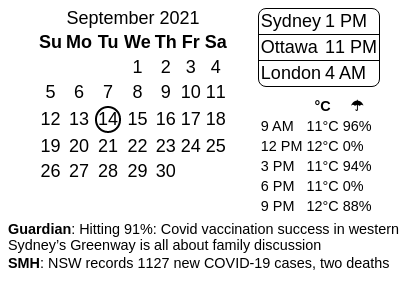 September 2021
Su Mo Tu We Th Fr Sa
1 2 3 4
5 6 7 8 9 10 11
12 13 14 15 16 17 18
19 20 21 22 23 24 25
26 27 28 29 30
Sydney 1 PM
Ottawa 11 PM
London 4 AM
°C ☂
9 AM 11°C 96%
12 PM 12°C 0%
3 PM 11°C 94%
6 PM 11°C 0%
9 PM 12°C 88%
Guardian: Hitting 91%: Covid vaccination success in western
Sydney’s Greenway is all about family discussion
SMH: NSW records 1127 new COVID-19 cases, two deaths